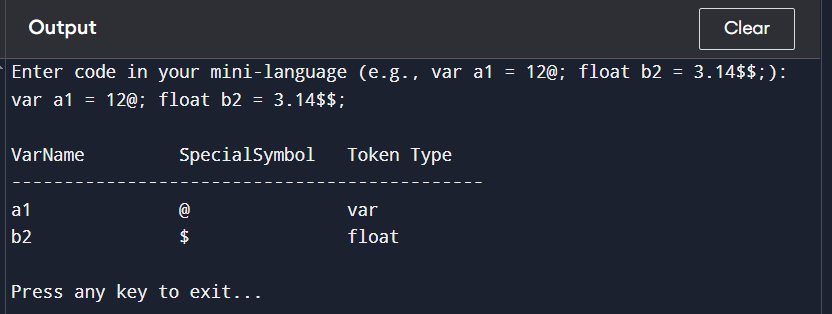 Output
Clear
Enter code in your mini-language (e.g., var a1 = 12@; float b2 = 3.14$$;):
var a1 = 12@; float b2 = 3.14$$;
VarName SpecialSymbol Token Type
---------------------------------------------
a1 @ var
b2 $ float
Press any key to exit...